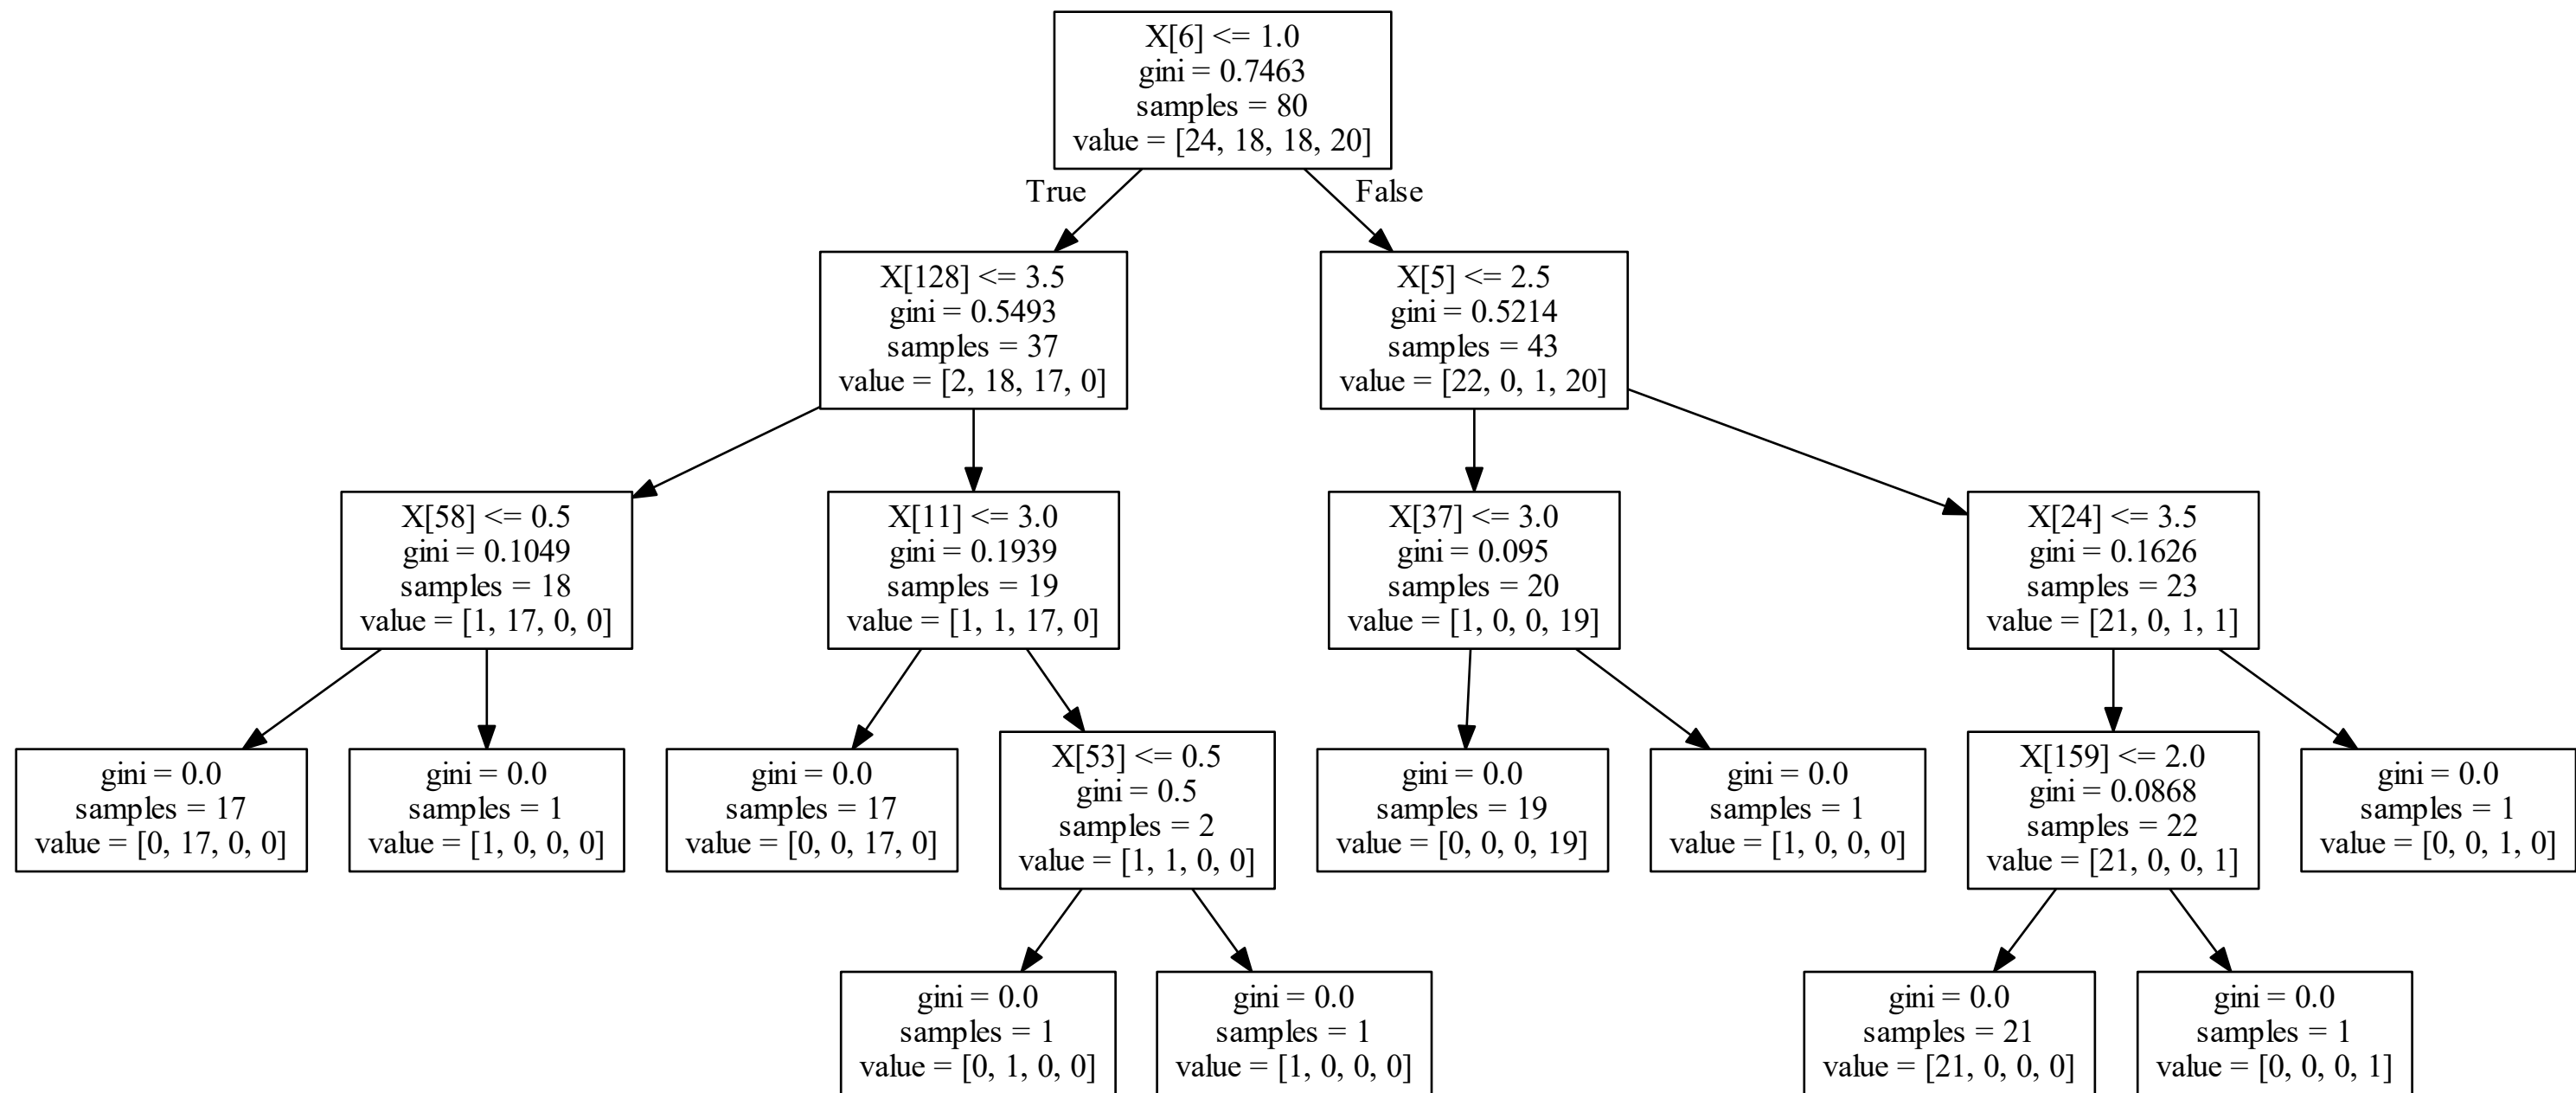 X[6] <= 1.0
gini = 0.7463
samples = 80
value = [24, 18, 18, 20]
True
False
X[128] <= 3.5
gini = 0.5493
samples = 37
value = [2, 18, 17, 0]
X[5] <= 2.5
gini = 0.5214
samples = 43
value = [22, 0, 1, 20]
X[58] <= 0.5
gini = 0.1049
samples = 18
value = [1, 17, 0, 0]
X[11] <= 3.0
gini = 0.1939
samples = 19
value = [1, 1, 17, 0]
X[37] <= 3.0
gini = 0.095
samples = 20
value = [1, 0, 0, 19]
X[24] <= 3.5
gini = 0.1626
samples = 23
value = [21, 0, 1, 1]
gini = 0.0
samples = 17
value = [0, 17, 0, 0]
gini = 0.0
samples = 1
value = [1, 0, 0, 0]
gini = 0.0
samples = 17
value = [0, 0, 17, 0]
X[53] <= 0.5
gini = 0.5
samples = 2
value = [1, 1, 0, 0]
gini = 0.0
samples = 19
value = [0, 0, 0, 19]
gini = 0.0
samples = 1
value = [1, 0, 0, 0]
X[159] <= 2.0
gini = 0.0868
samples = 22
value = [21, 0, 0, 1]
gini = 0.0
samples = 1
value = [0, 0, 1, 0]
gini = 0.0
samples = 1
value = [0, 1, 0, 0]
gini = 0.0
samples = 1
value = [1, 0, 0, 0]
gini = 0.0
samples = 21
value = [21, 0, 0, 0]
gini = 0.0
samples = 1
value = [0, 0, 0, 1]